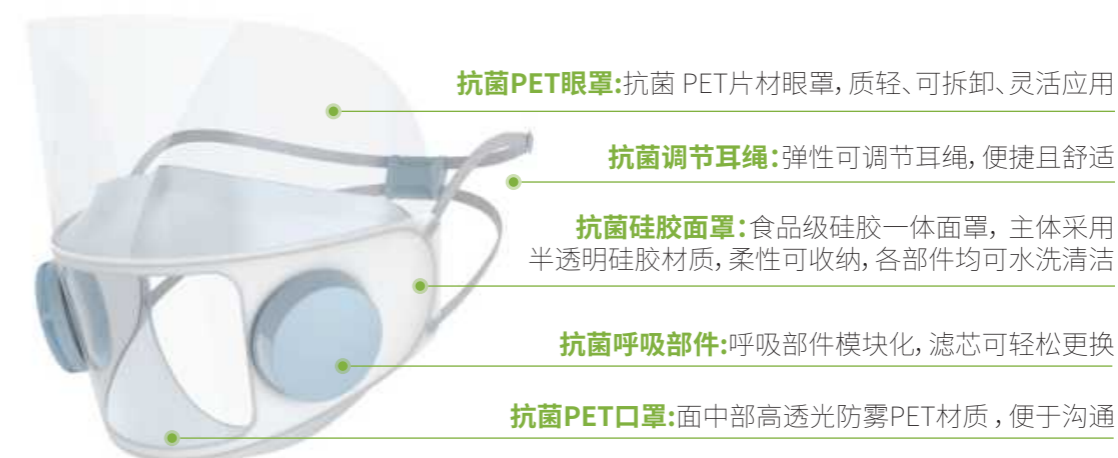 抗菌PET眼罩:抗菌 PET片材眼罩，质轻、可拆卸、灵活应用
抗菌调节耳绳：弹性可调节耳绳，便捷且舒适
抗菌硅胶面罩：食品级硅胶一体面罩，主体采用
半透明硅胶材质，柔性可收纳，各部件均可水洗清洁
抗菌呼吸部件:呼吸部件模块化，滤芯可轻松更换
抗菌PET口罩:面中部高透光防雾PET材质，便于沟通